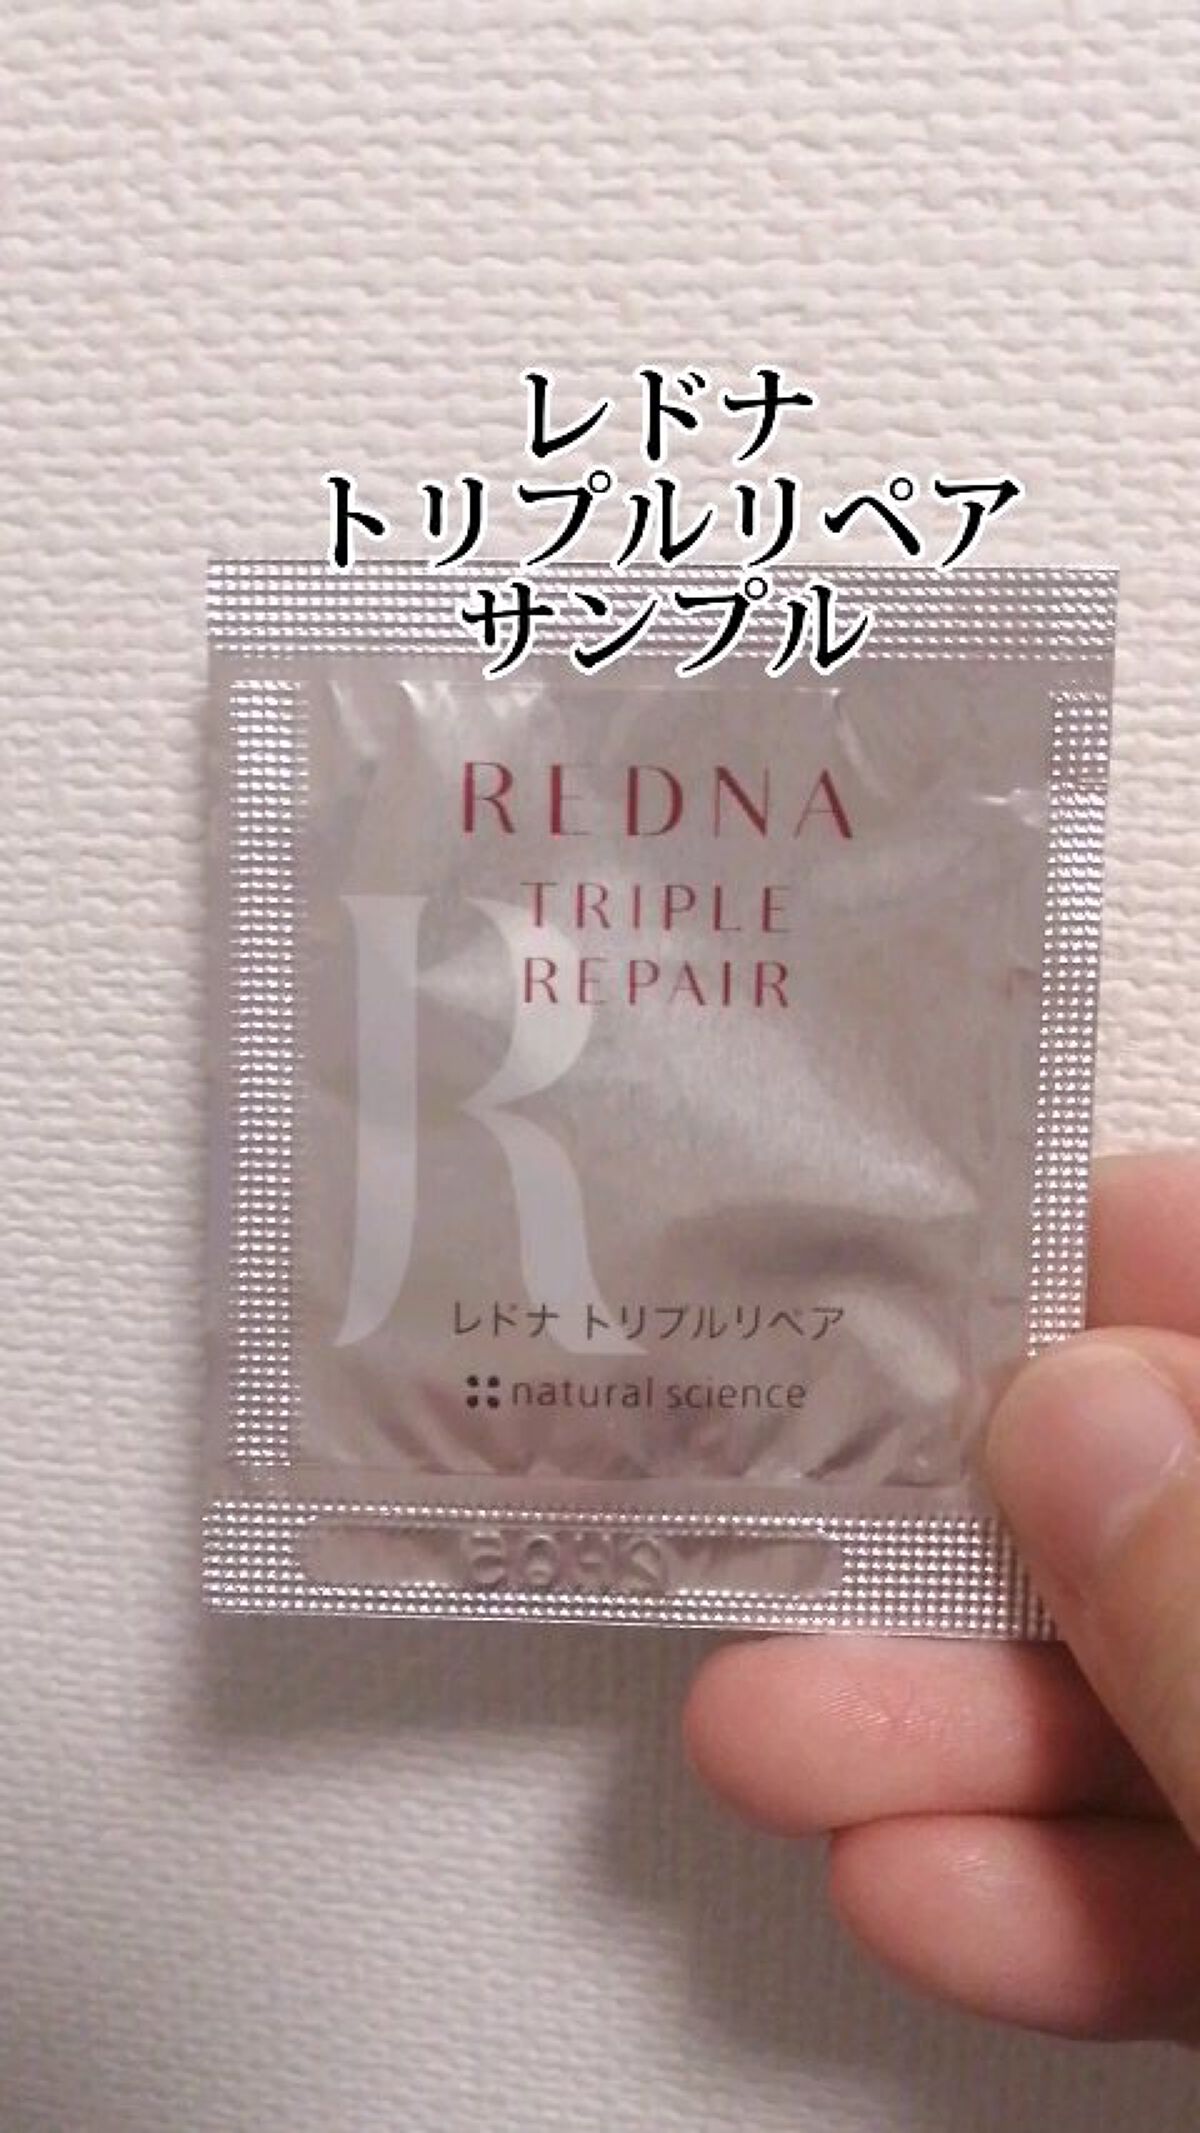 レドナ
トリプルリペア
サンプル
REDNA
TRIPLE
REPAIR
R
レドナ トリプルリペア
natural science